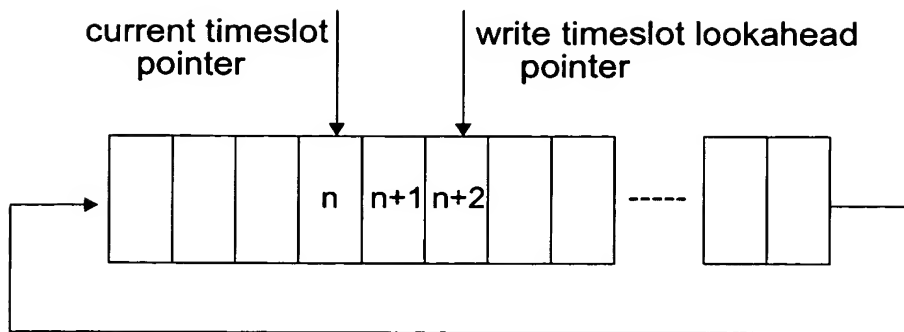 current timeslot
pointer
write timeslot lookahead
pointer
n
n+1
n+2